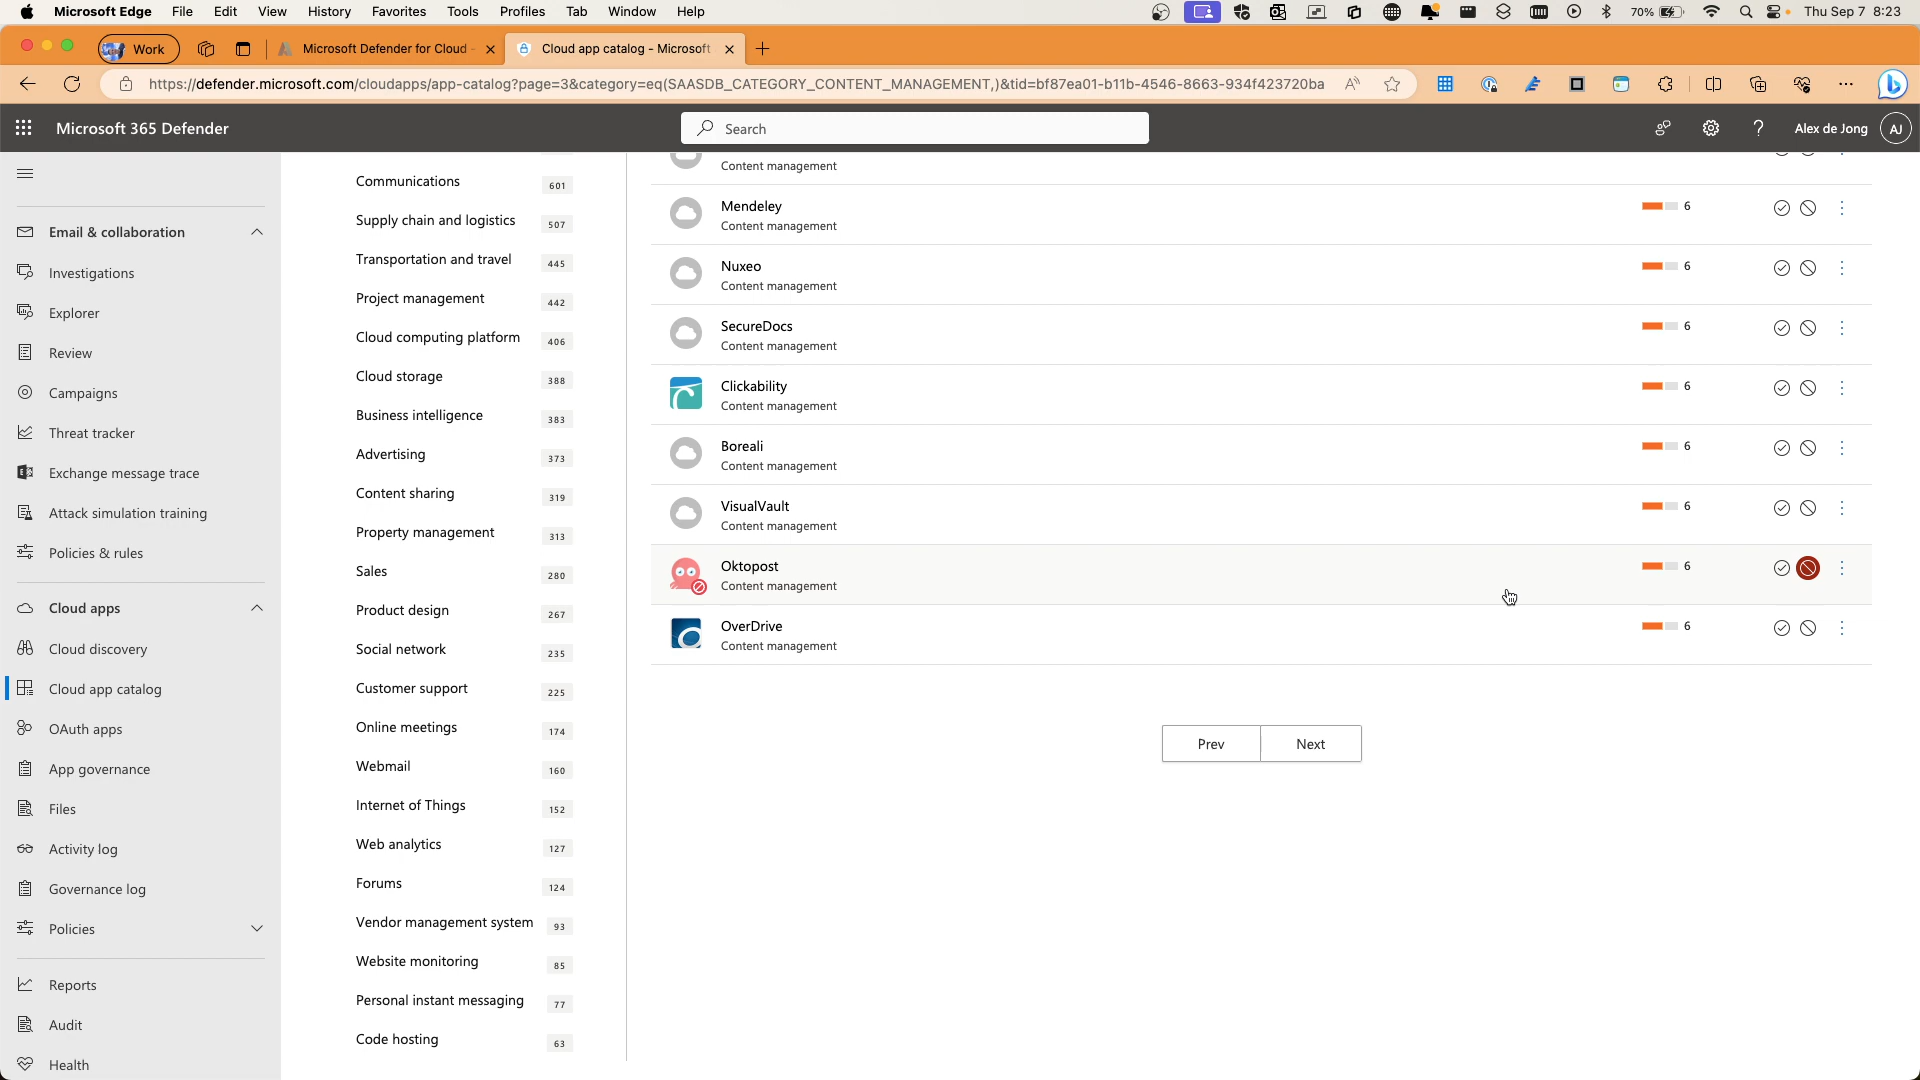 Microsoft Edge File Edit View History Favorites Tools Profiles Tab Window Help 70% Thu Sep 7 8:23
Work Microsoft Defender for Cloud - Cloud app catalog - Microsoft
https://defender.microsoft.com/cloudapps/app-catalog?page=3&category=eq(SAASDB_CATEGORY_CONTENT_MANAGEMENT,)&tid=bf87ea01-b11b-4546-8663-934f423720ba
Microsoft 365 Defender Search Alex de Jong AJ
Email & collaboration
Investigations
Explorer
Review
Campaigns
Threat tracker
Exchange message trace
Attack simulation training
Policies & rules
Cloud apps
Cloud discovery
Cloud app catalog
OAuth apps
App governance
Files
Activity log
Governance log
Policies
Reports
Audit
Health
Communications 601
Supply chain and logistics 507
Transportation and travel 445
Project management 442
Cloud computing platform 406
Cloud storage 388
Business intelligence 383
Advertising 373
Content sharing 319
Property management 313
Sales 280
Product design 267
Social network 235
Customer support 225
Online meetings 174
Webmail 160
Internet of Things 152
Web analytics 127
Forums 124
Vendor management system 93
Website monitoring 85
Personal instant messaging 77
Code hosting 63
Content management
Mendeley 6
Content management
Nuxeo 6
Content management
SecureDocs 6
Content management
Clickability 6
Content management
Boreali 6
Content management
VisualVault 6
Content management
Oktopost 6
Content management
OverDrive 6
Content management
Prev Next